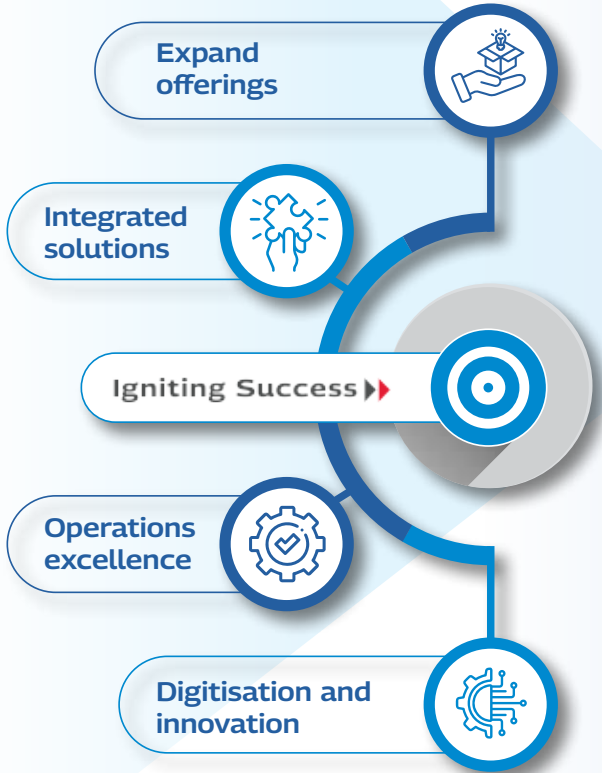 Expand
offerings
Integrated
solutions
Igniting Success
Operations
excellence
Digitisation and
innovation